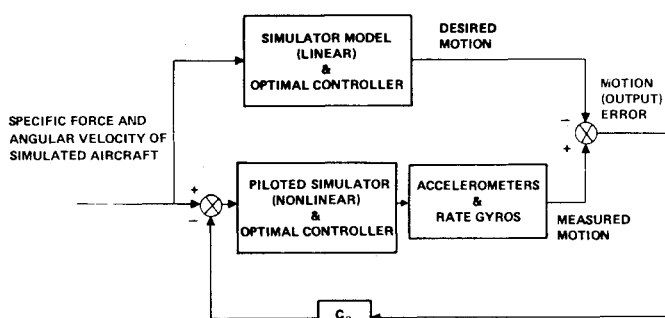 SIMULATOR MODEL
(LINEAR)
&
OPTIMAL CONTROLLER
DESIRED
MOTION
MOTION
(OUTPUT)
ERROR
SPECIFIC FORCE AND
ANGULAR VELOCITY OF
SIMULATED AIRCRAFT
−
+
+
−
PILOTED SIMULATOR
(NONLINEAR)
&
OPTIMAL CONTROLLER
ACCELEROMETERS
&
RATE GYROS
MEASURED
MOTION